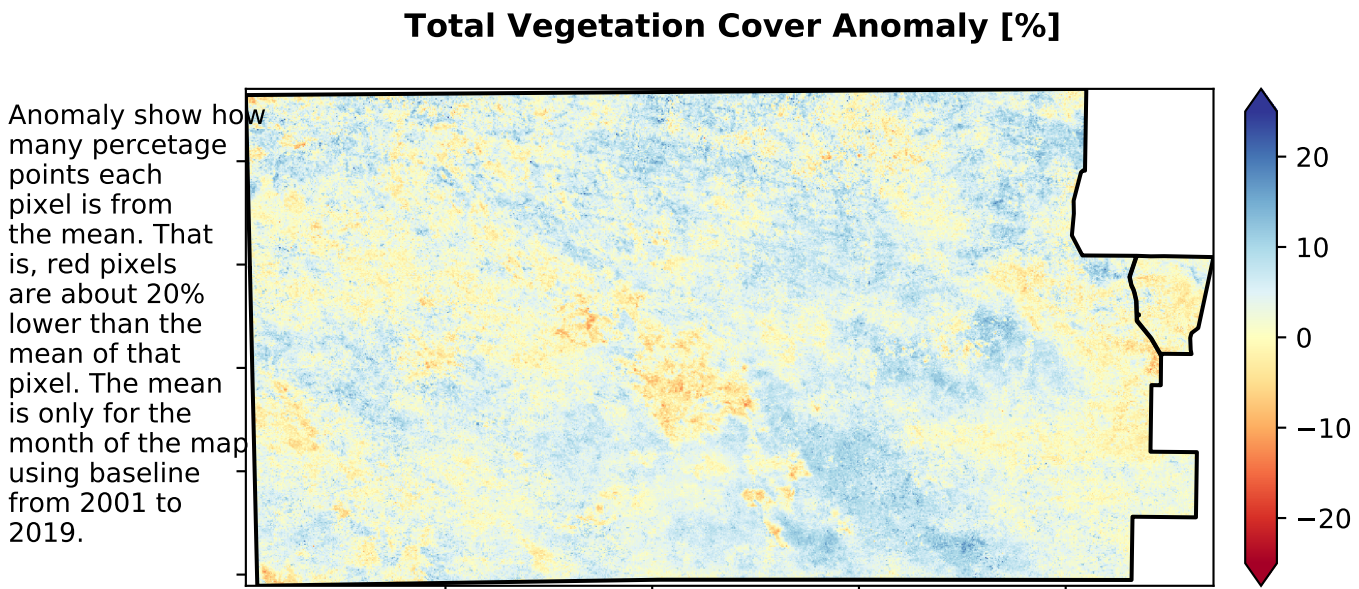 Total Vegetation Cover Anomaly [%]
Anomaly show how
many percetage
points each
pixel is from
the mean. That
is, red pixels
are about 20%
lower than the
mean of that
pixel. The mean
is only for the
month of the map
using baseline
from 2001 to
2019.
20
10
0
−10
−20